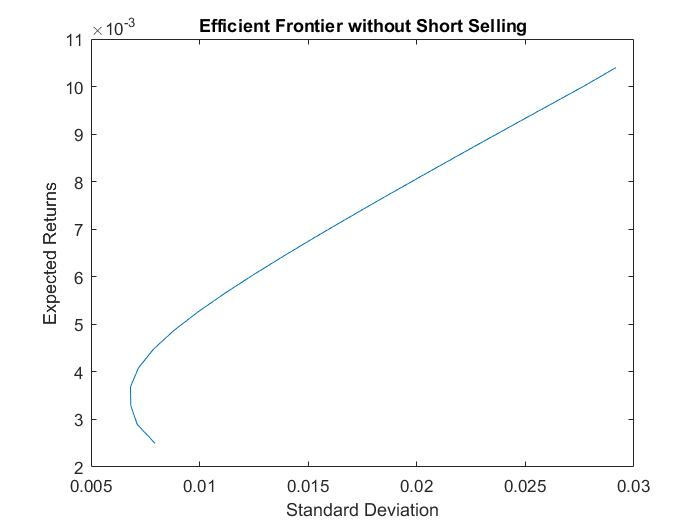 ×10⁻³
Efficient Frontier without Short Selling
11
10
9
8
7
6
5
4
3
2
Expected Returns
0.005 0.01 0.015 0.02 0.025 0.03
Standard Deviation